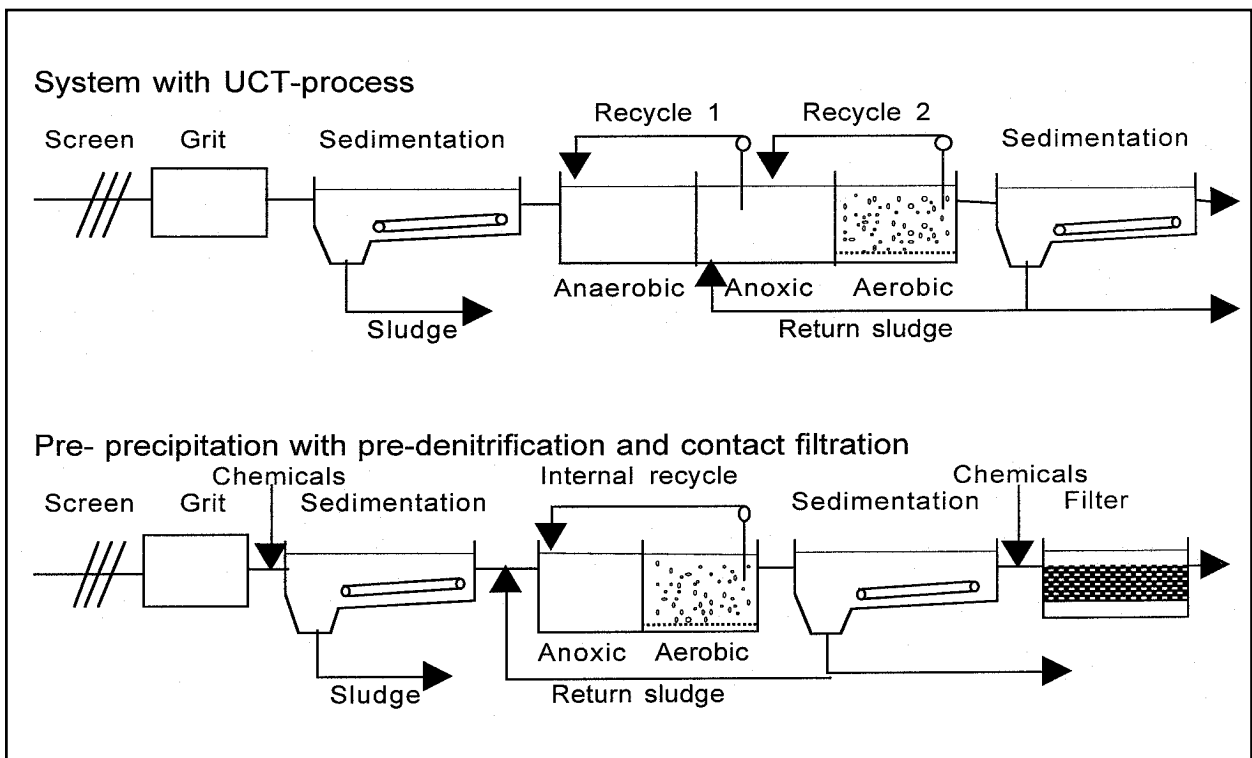 System with UCT-process
Recycle 1 Recycle 2
Screen Grit Sedimentation Sedimentation
Anaerobic Anoxic Aerobic
Sludge Return sludge
Pre- precipitation with pre-denitrification and contact filtration
Chemicals Internal recycle Chemicals
Screen Grit Sedimentation Sedimentation Filter
Anoxic Aerobic
Sludge Return sludge